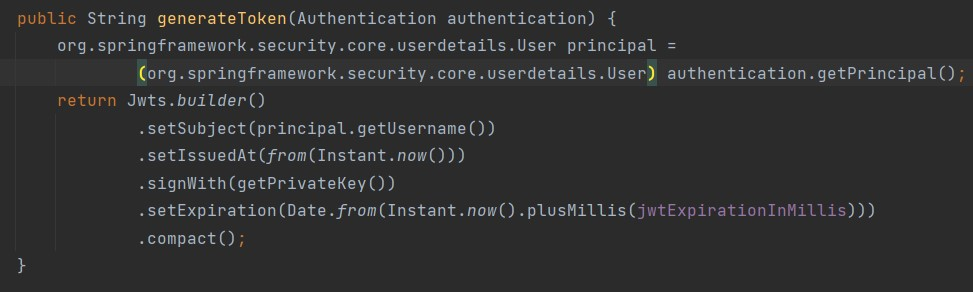 public String generateToken(Authentication authentication) {
    org.springframework.security.core.userdetails.User principal =
            (org.springframework.security.core.userdetails.User) authentication.getPrincipal();
    return Jwts.builder()
            .setSubject(principal.getUsername())
            .setIssuedAt(from(Instant.now()))
            .signWith(getPrivateKey())
            .setExpiration(Date.from(Instant.now().plusMillis(jwtExpirationInMillis)))
            .compact();
}